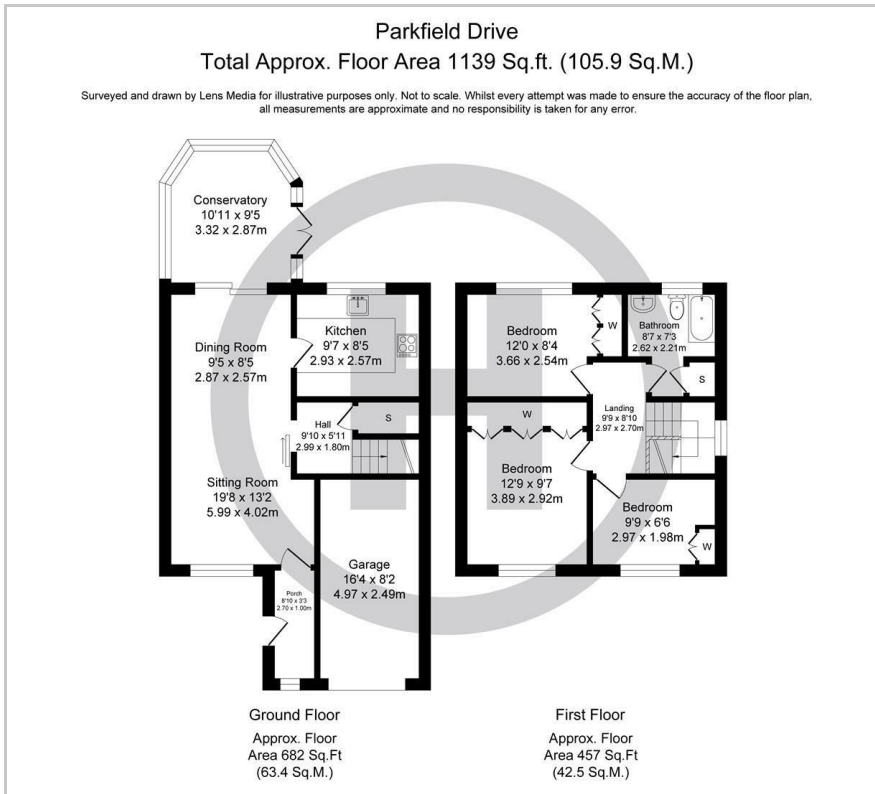 Parkfield Drive
Total Approx. Floor Area 1139 Sq.ft. (105.9 Sq.M.)
Surveyed and drawn by Lens Media for illustrative purposes only. Not to scale. Whilst every attempt was made to ensure the accuracy of the floor plan,
all measurements are approximate and no responsibility is taken for any error.
Conservatory
10'11 x 9'5
3.32 x 2.87m
Dining Room
9'5 x 8'5
2.87 x 2.57m
Kitchen
9'7 x 8'5
2.93 x 2.57m
Hall
9'10 x 5'11
2.99 x 1.80m
S
Sitting Room
19'8 x 13'2
5.99 x 4.02m
Porch
8'10 x 3'3
2.70 x 1.00m
Garage
16'4 x 8'2
4.97 x 2.49m
Ground Floor
Approx. Floor
Area 682 Sq.Ft
(63.4 Sq.M.)
Bedroom
12'0 x 8'4
3.66 x 2.54m
W
Bathroom
8'7 x 7'3
2.62 x 2.21m
S
Landing
9'9 x 8'10
2.97 x 2.70m
W
Bedroom
12'9 x 9'7
3.89 x 2.92m
Bedroom
9'9 x 6'6
2.97 x 1.98m
W
First Floor
Approx. Floor
Area 457 Sq.Ft
(42.5 Sq.M.)
H